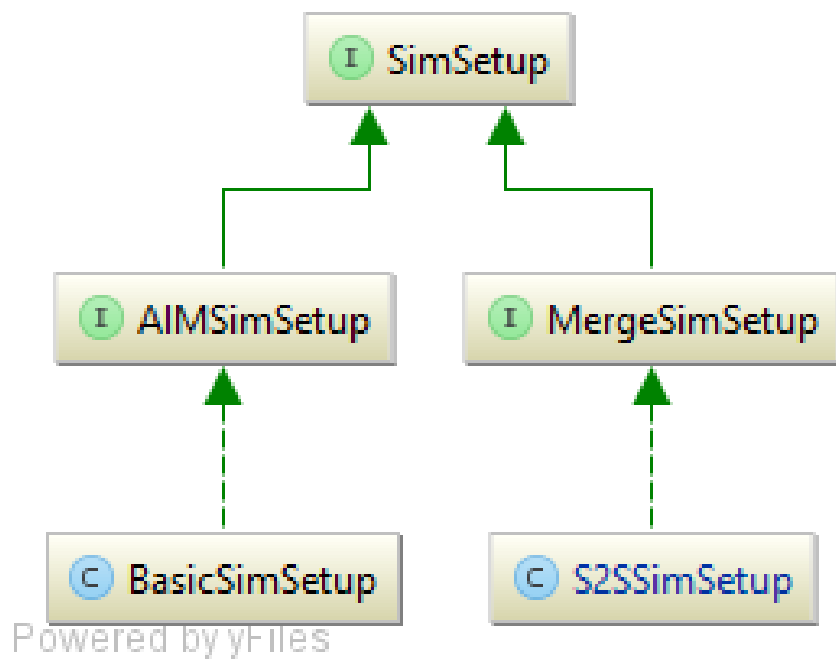 I SimSetup
I AIMSimSetup
I MergeSimSetup
C BasicSimSetup
C S2SSimSetup
Powered by yFiles